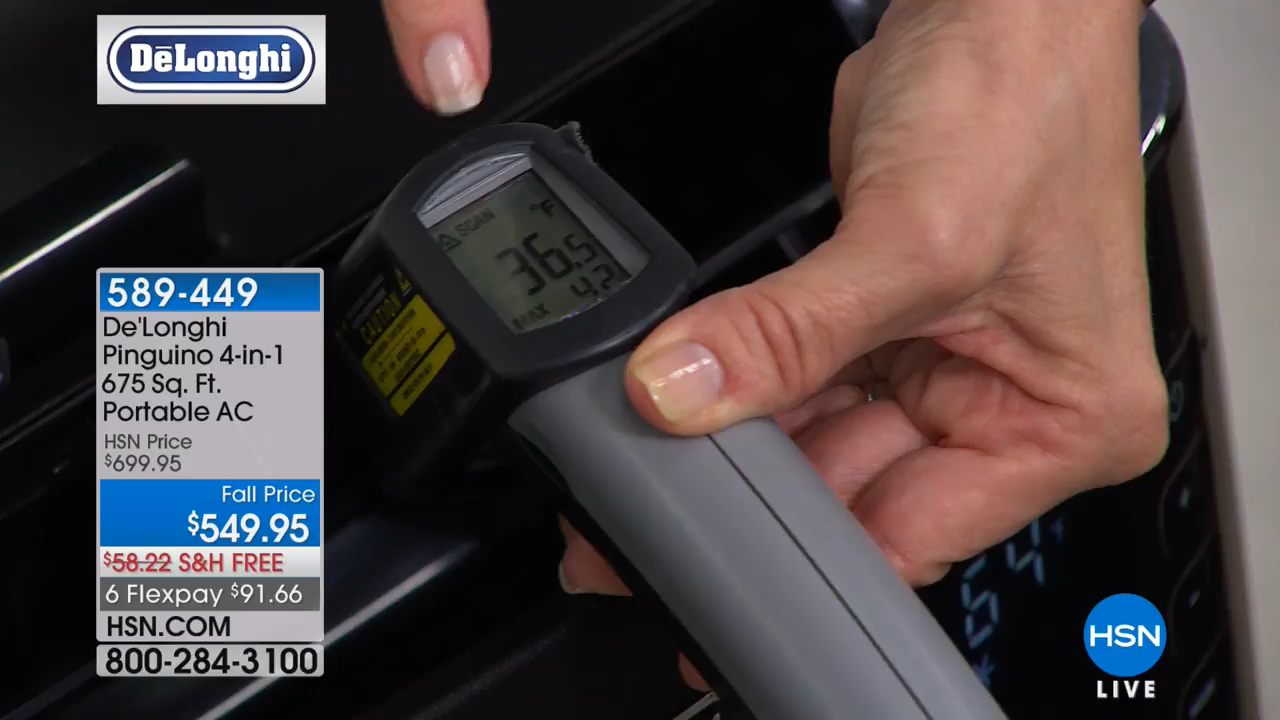 DēLonghi
SCAN °F
36.5
MAX 42
CAUTION
589-449
De'Longhi
Pinguino 4-in-1
675 Sq. Ft.
Portable AC
HSN Price
$699.95
Fall Price
$549.95
$58.22 S&H FREE
6 Flexpay $91.66
HSN.COM
800-284-3100
54
HSN
LIVE